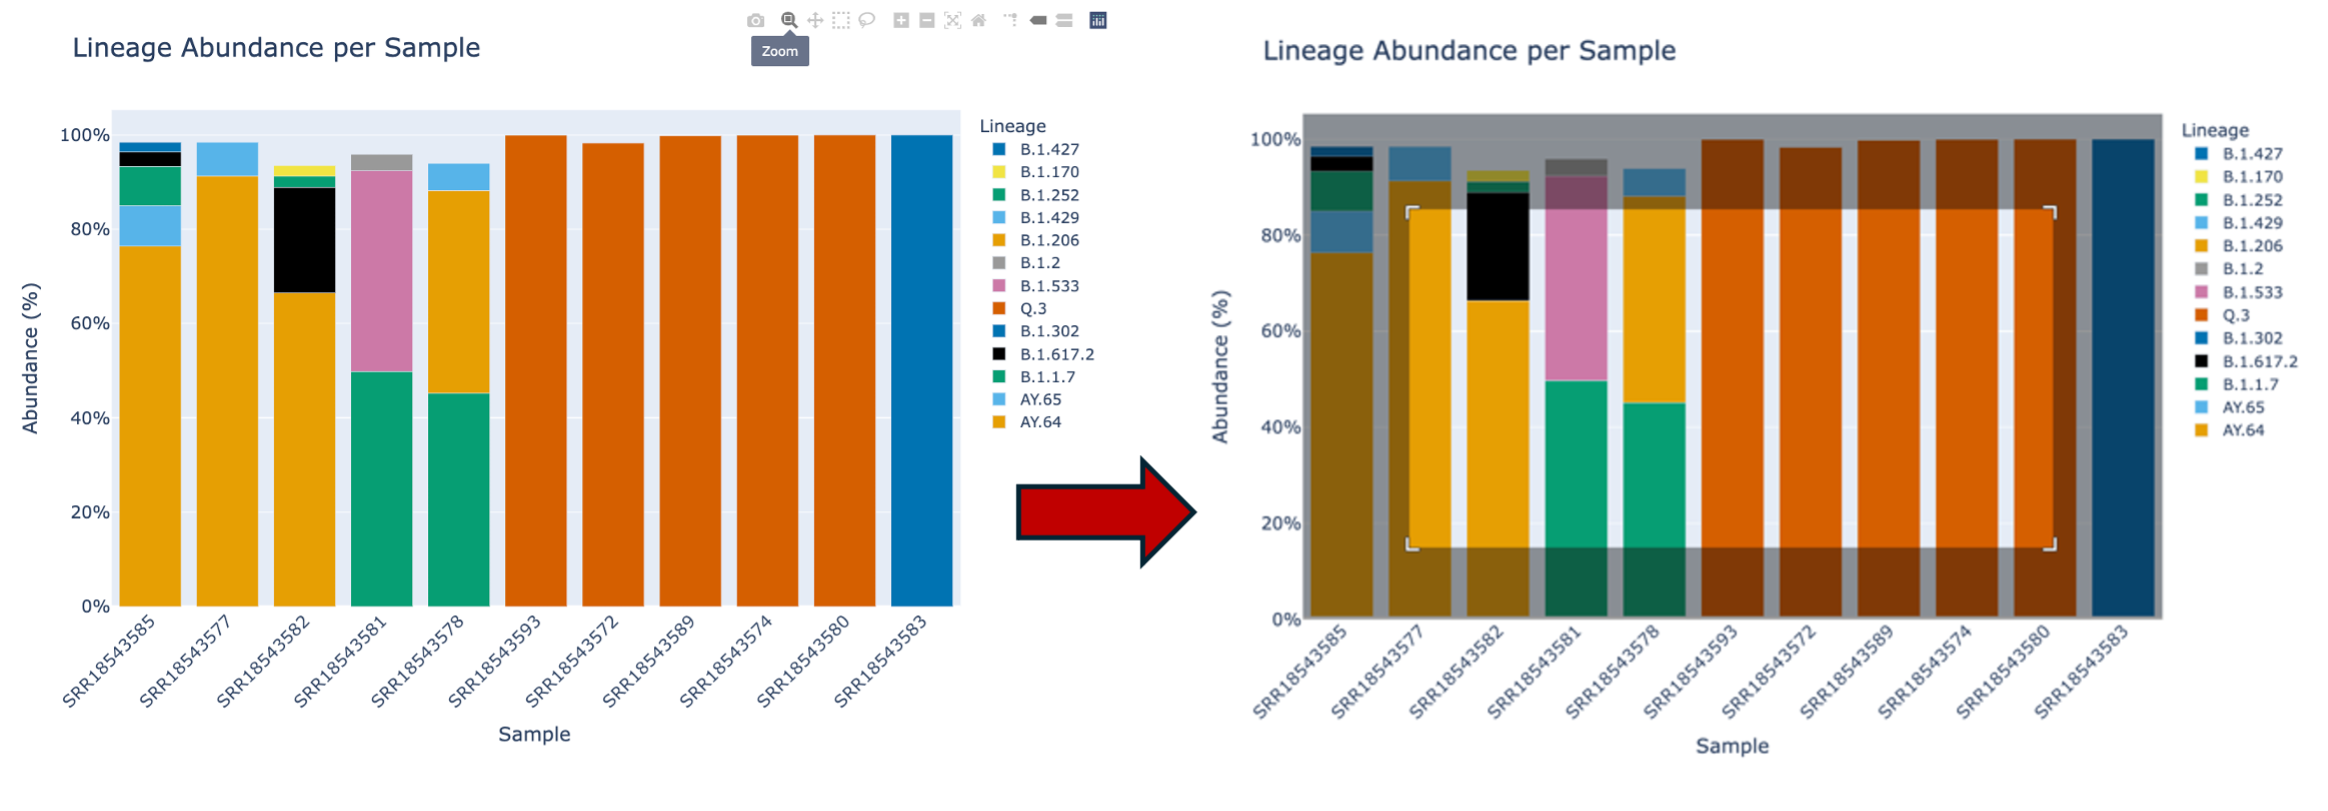 Zoom
Lineage Abundance per Sample
Abundance (%)
100%
80%
60%
40%
20%
0%
SRR18543585
SRR18543577
SRR18543582
SRR18543581
SRR18543578
SRR18543593
SRR18543572
SRR18543589
SRR18543574
SRR18543580
SRR18543583
Sample
Lineage
B.1.427
B.1.170
B.1.252
B.1.429
B.1.206
B.1.2
B.1.533
Q.3
B.1.302
B.1.617.2
B.1.1.7
AY.65
AY.64
Lineage Abundance per Sample
Abundance (%)
100%
80%
60%
40%
20%
0%
SRR18543585
SRR18543577
SRR18543582
SRR18543581
SRR18543578
SRR18543593
SRR18543572
SRR18543589
SRR18543574
SRR18543580
SRR18543583
Sample
Lineage
B.1.427
B.1.170
B.1.252
B.1.429
B.1.206
B.1.2
B.1.533
Q.3
B.1.302
B.1.617.2
B.1.1.7
AY.65
AY.64